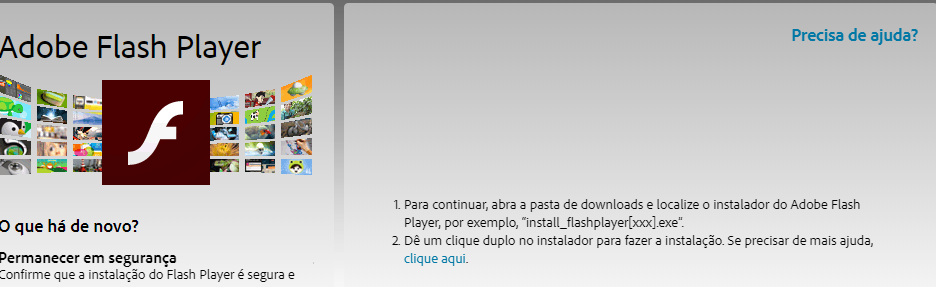 Adobe Flash Player
O que há de novo?
Permanecer em segurança
Confirme que a instalação do Flash Player é segura e
Precisa de ajuda?
1. Para continuar, abra a pasta de downloads e localize o instalador do Adobe Flash
Player, por exemplo, "install_flashplayer[xxx].exe".
2. Dê um clique duplo no instalador para fazer a instalação. Se precisar de mais ajuda,
clique aqui.